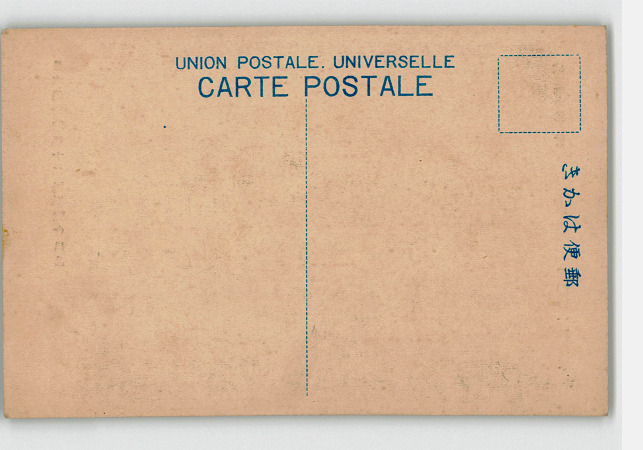 UNION POSTALE. UNIVERSELLE
CARTE POSTALE
郵便はかき